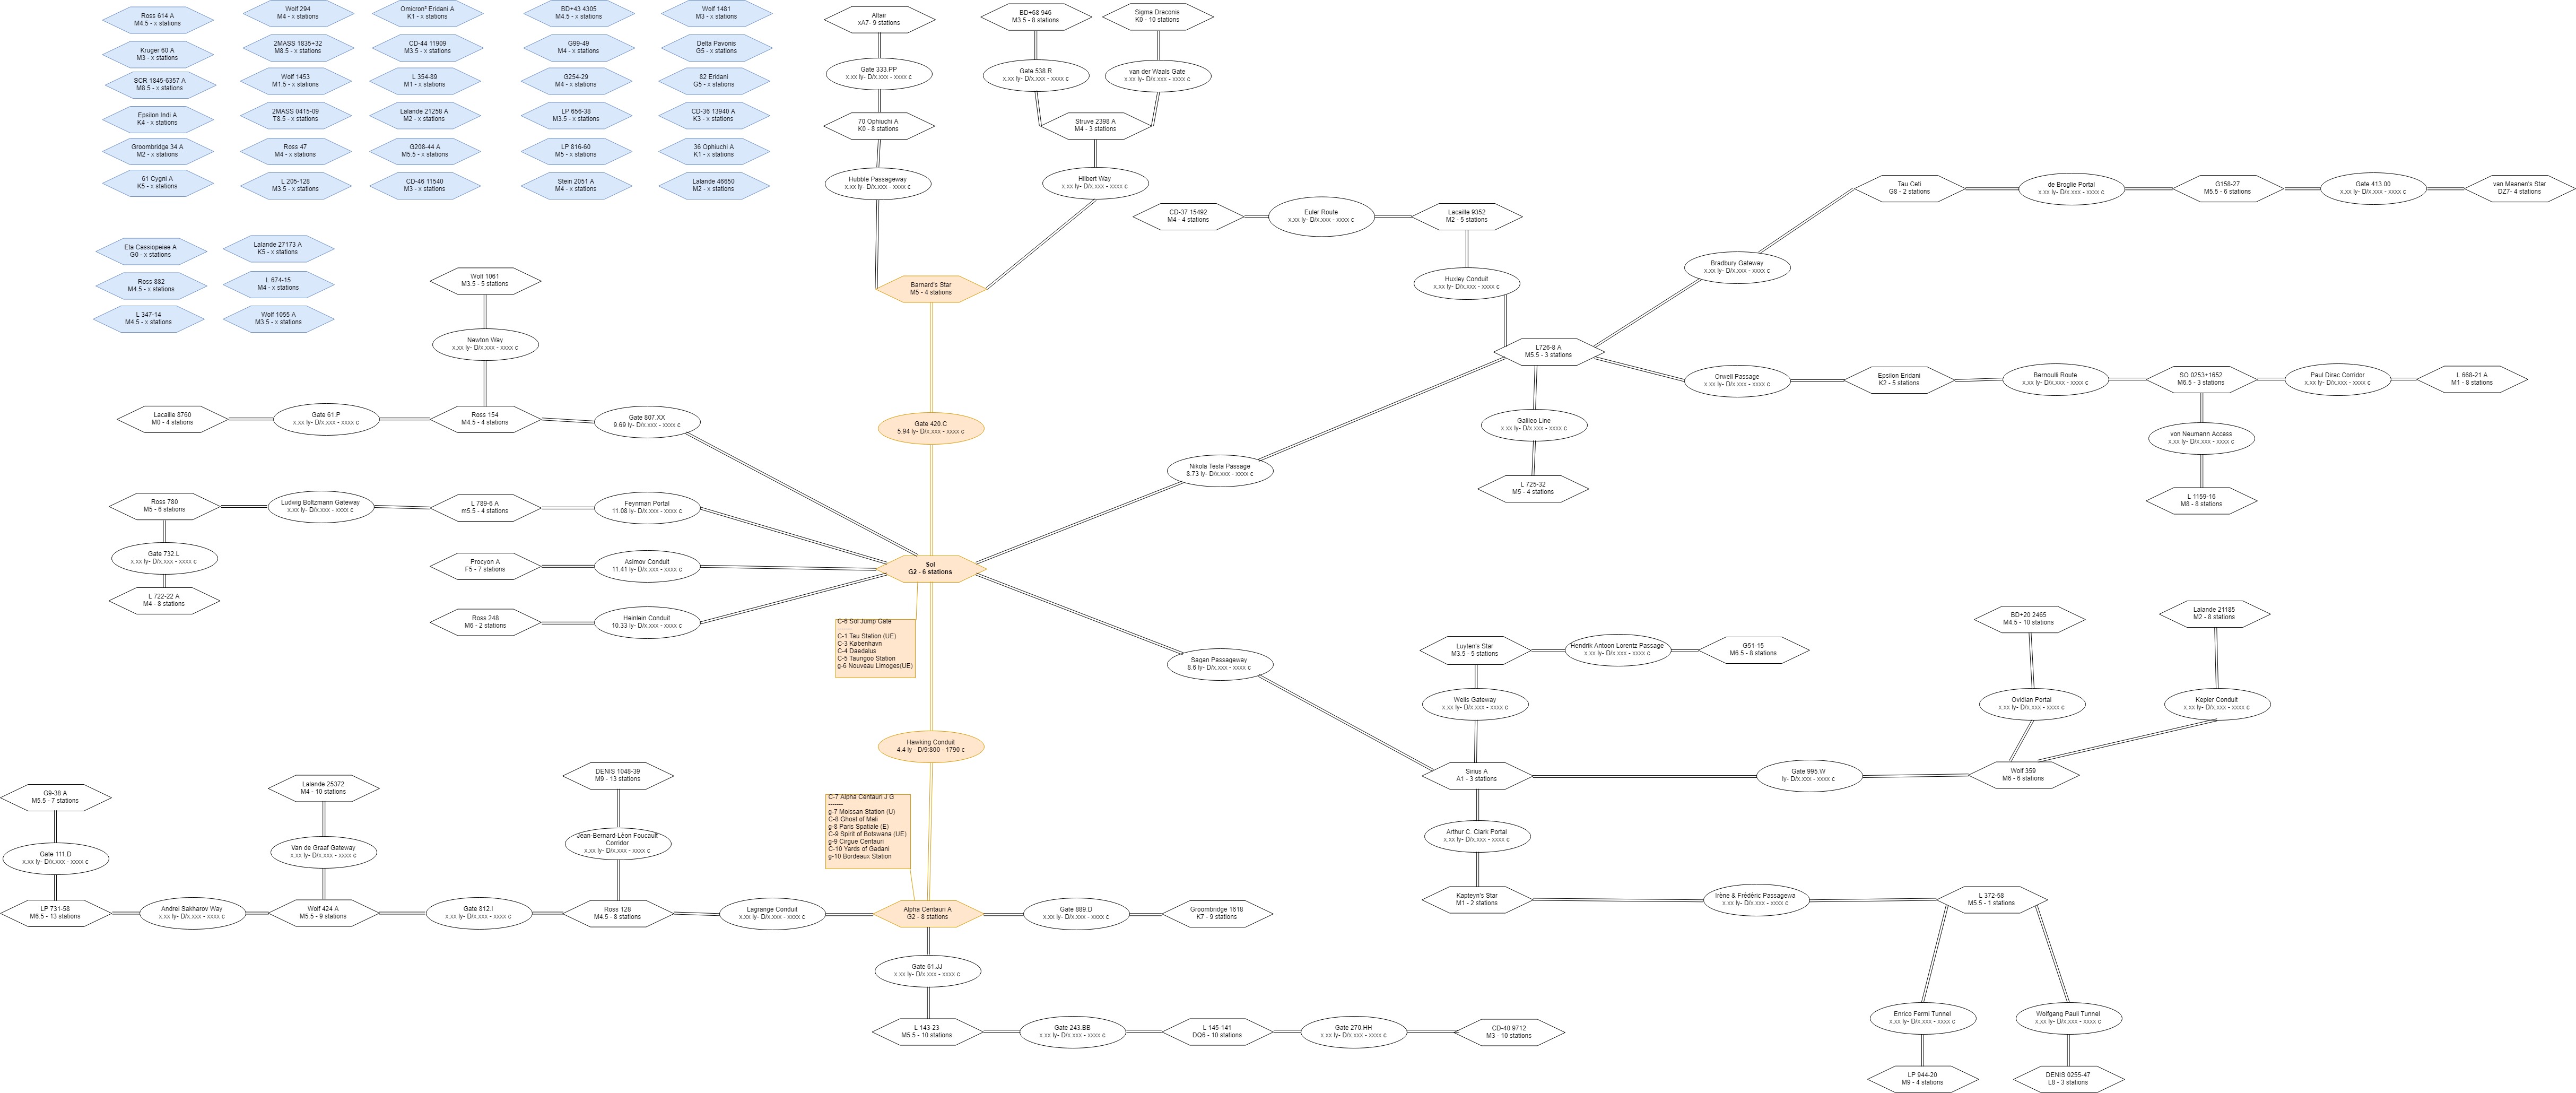 Ross 614 A
M4.5 - x stations
Kruger 60 A
M3 - x stations
SCR 1845-6357 A
M8.5 - x stations
Epsilon Indi A
K4 - x stations
Groombridge 34 A
M2 - x stations
61 Cygni A
K5 - x stations
Wolf 294
M4 - x stations
2MASS 1835+32
M8.5 - x stations
Wolf 1453
M1.5 - x stations
2MASS 0415-09
T8.5 - x stations
Ross 47
M4 - x stations
L 205-128
M3.5 - x stations
Omicron² Eridani A
K1 - x stations
CD-44 11909
M3.5 - x stations
L 354-89
M1 - x stations
Lalande 21258 A
M2 - x stations
G208-44 A
M5.5 - x stations
CD-46 11540
M3 - x stations
BD+43 4305
M4.5 - x stations
G99-49
M4 - x stations
G254-29
M4 - x stations
LP 656-38
M3.5 - x stations
LP 816-60
M5 - x stations
Stein 2051 A
M4 - x stations
Wolf 1481
M3 - x stations
Delta Pavonis
G5 - x stations
82 Eridani
G5 - x stations
CD-36 13940 A
K3 - x stations
36 Ophiuchi A
K1 - x stations
Lalande 46650
M2 - x stations
Eta Cassiopeiae A
G0 - x stations
Ross 882
M4.5 - x stations
L 347-14
M4.5 - x stations
Lalande 27173 A
K5 - x stations
L 674-15
M4 - x stations
Wolf 1055 A
M3.5 - x stations
Altair
xA7- 9 stations
Gate 333.PP
x.xx ly- D/x.xxx - xxxx c
70 Ophiuchi A
K0 - 8 stations
Hubble Passageway
x.xx ly- D/x.xxx - xxxx c
BD+68 946
M3.5 - 8 stations
Gate 538.R
x.xx ly- D/x.xxx - xxxx c
Sigma Draconis
K0 - 10 stations
van der Waals Gate
x.xx ly- D/x.xxx - xxxx c
Struve 2398 A
M4 - 3 stations
Hilbert Way
x.xx ly- D/x.xxx - xxxx c
Barnard's Star
M5 - 4 stations
Gate 420.C
5.94 ly- D/x.xxx - xxxx c
CD-37 15492
M4 - 4 stations
Euler Route
x.xx ly- D/x.xxx - xxxx c
Lacaille 9352
M2 - 5 stations
Huxley Conduit
x.xx ly- D/x.xxx - xxxx c
L726-8 A
M5.5 - 3 stations
Bradbury Gateway
x.xx ly- D/x.xxx - xxxx c
Tau Ceti
G8 - 2 stations
de Broglie Portal
x.xx ly- D/x.xxx - xxxx c
G158-27
M5.5 - 6 stations
Gate 413.00
x.xx ly- D/x.xxx - xxxx c
van Maanen's Star
DZ7- 4 stations
Orwell Passage
x.xx ly- D/x.xxx - xxxx c
Epsilon Eridani
K2 - 5 stations
Bernoulli Route
x.xx ly- D/x.xxx - xxxx c
SO 0253+1652
M6.5 - 3 stations
Paul Dirac Corridor
x.xx ly- D/x.xxx - xxxx c
L 668-21 A
M1 - 8 stations
von Neumann Access
x.xx ly- D/x.xxx - xxxx c
L 1159-16
M8 - 8 stations
Galileo Line
x.xx ly- D/x.xxx - xxxx c
L 725-32
M5 - 4 stations
Nikola Tesla Passage
8.73 ly- D/x.xxx - xxxx c
Wolf 1061
M3.5 - 5 stations
Newton Way
x.xx ly- D/x.xxx - xxxx c
Lacaille 8760
M0 - 4 stations
Gate 61.P
x.xx ly- D/x.xxx - xxxx c
Ross 154
M4.5 - 4 stations
Gate 807.XX
9.69 ly- D/x.xxx - xxxx c
Ross 780
M5 - 6 stations
Ludwig Boltzmann Gateway
x.xx ly- D/x.xxx - xxxx c
L 789-6 A
m5.5 - 4 stations
Feynman Portal
11.08 ly- D/x.xxx - xxxx c
Gate 732.L
x.xx ly- D/x.xxx - xxxx c
L 722-22 A
M4 - 8 stations
Procyon A
F5 - 7 stations
Asimov Conduit
11.41 ly- D/x.xxx - xxxx c
Ross 248
M6 - 2 stations
Heinlein Conduit
10.33 ly- D/x.xxx - xxxx c
Sol
G2 - 6 stations
C-6 Sol Jump Gate
-------
C-1 Tau Station (UE)
C-3 København
C-4 Daedalus
C-5 Taungoo Station
g-6 Nouveau Limoges(UE)
Sagan Passageway
8.6 ly- D/x.xxx - xxxx c
Hawking Conduit
4.4 ly - D/9.800 - 1790 c
C-7 Alpha Centauri J G
-------
g-7 Moissan Station (U)
C-8 Ghost of Mali
g-8 Paris Spatiale (E)
C-9 Spirit of Botswana (UE)
g-9 Cirque Centauri
C-10 Yards of Gadani
g-10 Bordeaux Station
Luyten's Star
M3.5 - 5 stations
Hendrik Antoon Lorentz Passage
x.xx ly- D/x.xxx - xxxx c
G51-15
M6.5 - 8 stations
Wells Gateway
x.xx ly- D/x.xxx - xxxx c
Sirius A
A1 - 3 stations
Gate 995.W
ly- D/x.xxx - xxxx c
Wolf 359
M6 - 6 stations
BD+20 2465
M4.5 - 10 stations
Ovidian Portal
x.xx ly- D/x.xxx - xxxx c
Lalande 21185
M2 - 8 stations
Kepler Conduit
x.xx ly- D/x.xxx - xxxx c
Arthur C. Clark Portal
x.xx ly- D/x.xxx - xxxx c
Kapteyn's Star
M1 - 2 stations
Irène & Frédéric Passagewa
x.xx ly- D/x.xxx - xxxx c
L 372-58
M5.5 - 1 stations
Enrico Fermi Tunnel
x.xx ly- D/x.xxx - xxxx c
LP 944-20
M9 - 4 stations
Wolfgang Pauli Tunnel
x.xx ly- D/x.xxx - xxxx c
DENIS 0255-47
L8 - 3 stations
G9-38 A
M5.5 - 7 stations
Gate 111.D
x.xx ly- D/x.xxx - xxxx c
LP 731-58
M6.5 - 13 stations
Andrei Sakharov Way
x.xx ly- D/x.xxx - xxxx c
Lalande 25372
M4 - 10 stations
Van de Graaf Gateway
x.xx ly- D/x.xxx - xxxx c
Wolf 424 A
M5.5 - 9 stations
Gate 812.I
x.xx ly- D/x.xxx - xxxx c
DENIS 1048-39
M9 - 13 stations
Jean-Bernard-Léon Foucault
Corridor
x.xx ly- D/x.xxx - xxxx c
Ross 128
M4.5 - 8 stations
Lagrange Conduit
x.xx ly- D/x.xxx - xxxx c
Alpha Centauri A
G2 - 8 stations
Gate 889.D
x.xx ly- D/x.xxx - xxxx c
Groombridge 1618
K7 - 9 stations
Gate 61.JJ
x.xx ly- D/x.xxx - xxxx c
L 143-23
M5.5 - 10 stations
Gate 243.BB
x.xx ly- D/x.xxx - xxxx c
L 145-141
DQ6 - 10 stations
Gate 270.HH
x.xx ly- D/x.xxx - xxxx c
CD-40 9712
M3 - 10 stations